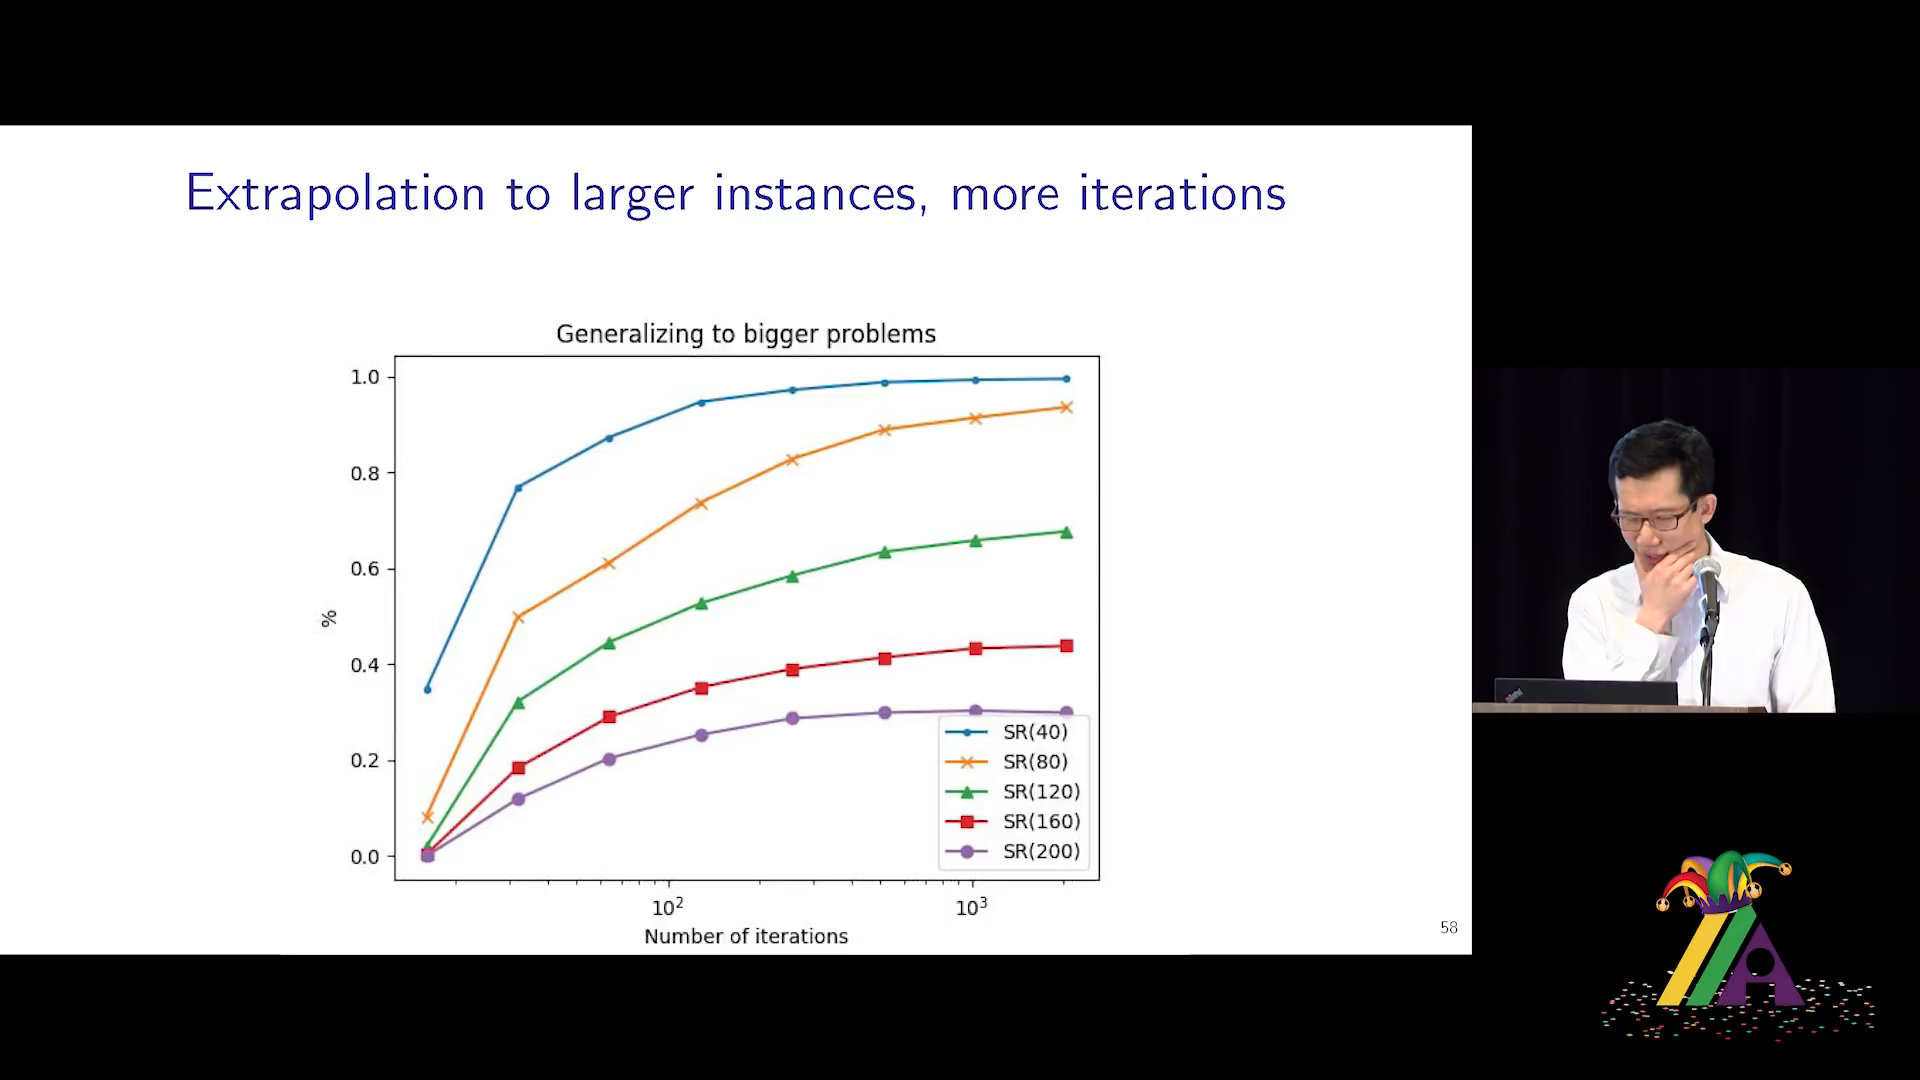 Extrapolation to larger instances, more iterations
Generalizing to bigger problems
1.0
0.8
0.6
0.4
0.2
0.0
%
10²
10³
Number of iterations
SR(40)
SR(80)
SR(120)
SR(160)
SR(200)
58